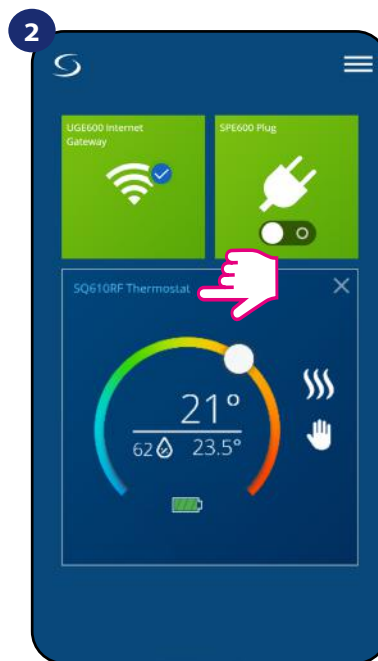 2
UGE600 Internet
Gateway
SPE600 Plug
SQ610RF Thermostat
21°
62 23.5°